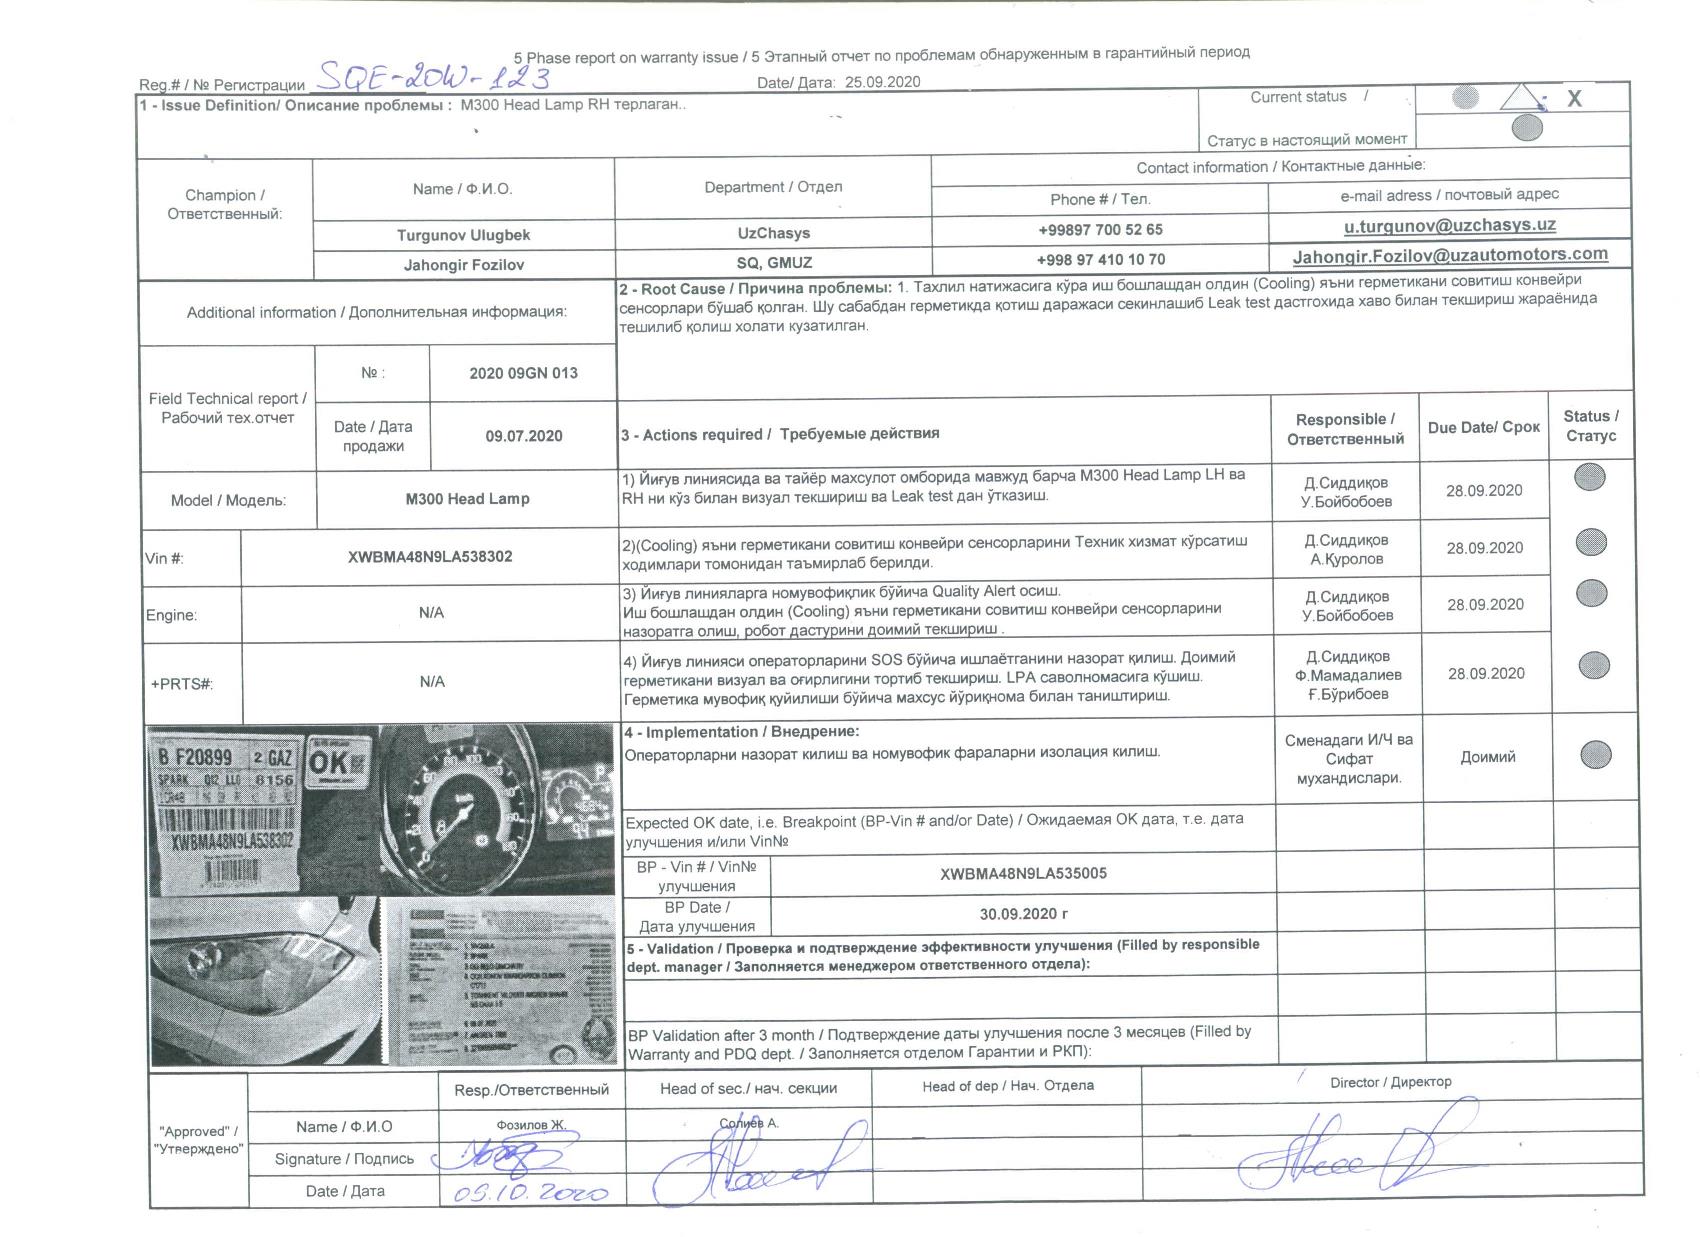 5 Phase report on warranty issue / 5 Этапный отчет по проблемам обнаруженным в гарантийный период
Reg.# / № Регистрации SQE-20W-123
Date/ Дата: 25.09.2020
1 - Issue Definition/ Описание проблемы : M300 Head Lamp RH терлаган..
Current status /
Статус в настоящий момент
X
Champion /
Ответственный:
Name / Ф.И.О.
Department / Отдел
Contact information / Контактные данные:
Phone # / Тел.
e-mail adress / почтовый адрес
Turgunov Ulugbek
UzChasys
+99897 700 52 65
u.turgunov@uzchasys.uz
Jahongir Fozilov
SQ, GMUZ
+998 97 410 10 70
Jahongir.Fozilov@uzautomotors.com
Additional information / Дополнительная информация:
2 - Root Cause / Причина проблемы: 1. Тахлил натижасига кўра иш бошлашдан олдин (Cooling) яъни герметикани совитиш конвейри
сенсорлари бўшаб қолган. Шу сабабдан герметикда қотиш даражаси секинлашиб Leak test дастгохида хаво билан текшириш жараёнида
тешилиб қолиш холати кузатилган.
Field Technical report /
Рабочий тех.отчет
№ :
2020 09GN 013
Date / Дата
продажи
09.07.2020
3 - Actions required / Требуемые действия
Responsible /
Ответственный
Due Date/ Срок
Status /
Статус
Model / Модель:
M300 Head Lamp
1) Йиғув линиясида ва тайёр махсулот омборида мавжуд барча M300 Head Lamp LH ва
RH ни кўз билан визуал текшириш ва Leak test дан ўтказиш.
Д.Сиддиқов
У.Бойбобоев
28.09.2020
Vin #:
XWBMA48N9LA538302
2)(Cooling) яъни герметикани совитиш конвейри сенсорларини Техник хизмат кўрсатиш
ходимлари томонидан таъмирлаб берилди.
Д.Сиддиқов
А.Қуролов
28.09.2020
Engine:
N/A
3) Йиғув линияларга номувофиқлик бўйича Quality Alert осиш.
Иш бошлашдан олдин (Cooling) яъни герметикани совитиш конвейри сенсорларини
назоратга олиш, робот дастурини доимий текшириш .
Д.Сиддиқов
У.Бойбобоев
28.09.2020
+PRTS#:
N/A
4) Йиғув линияси операторларини SOS бўйича ишлаётганини назорат қилиш. Доимий
герметикани визуал ва оғирлигини тортиб текшириш. LPA саволномасига кўшиш.
Герметика мувофиқ қуйилиши бўйича махсус йўриқнома билан таништириш.
Д.Сиддиқов
Ф.Мамадалиев
Ғ.Бўрибоев
28.09.2020
B F20899 2 GAZ
SPARK Q12 LLG 8156
XWBMA48N9LA538302
OK
4 - Implementation / Внедрение:
Операторларни назорат килиш ва номувофик фараларни изоляция килиш.
Сменадаги И/Ч ва
Сифат
мухандислари.
Доимий
Expected OK date, i.e. Breakpoint (BP-Vin # and/or Date) / Ожидаемая OK дата, т.е. дата
улучшения и/или Vin№
BP - Vin # / Vin№
улучшения
XWBMA48N9LA535005
BP Date /
Дата улучшения
30.09.2020 г
5 - Validation / Проверка и подтверждение эффективности улучшения (Filled by responsible
dept. manager / Заполняется менеджером ответственного отдела):
BP Validation after 3 month / Подтверждение даты улучшения после 3 месяцев (Filled by
Warranty and PDQ dept. / Заполняется отделом Гарантии и РКП):
"Approved" /
"Утверждено"
Resp./Ответственный
Head of sec./ нач. секции
Head of dep / Нач. Отдела
Director / Директор
Name / Ф.И.О
Фозилов Ж.
Солиев А.
Signature / Подпись
Date / Дата
05.10.2020